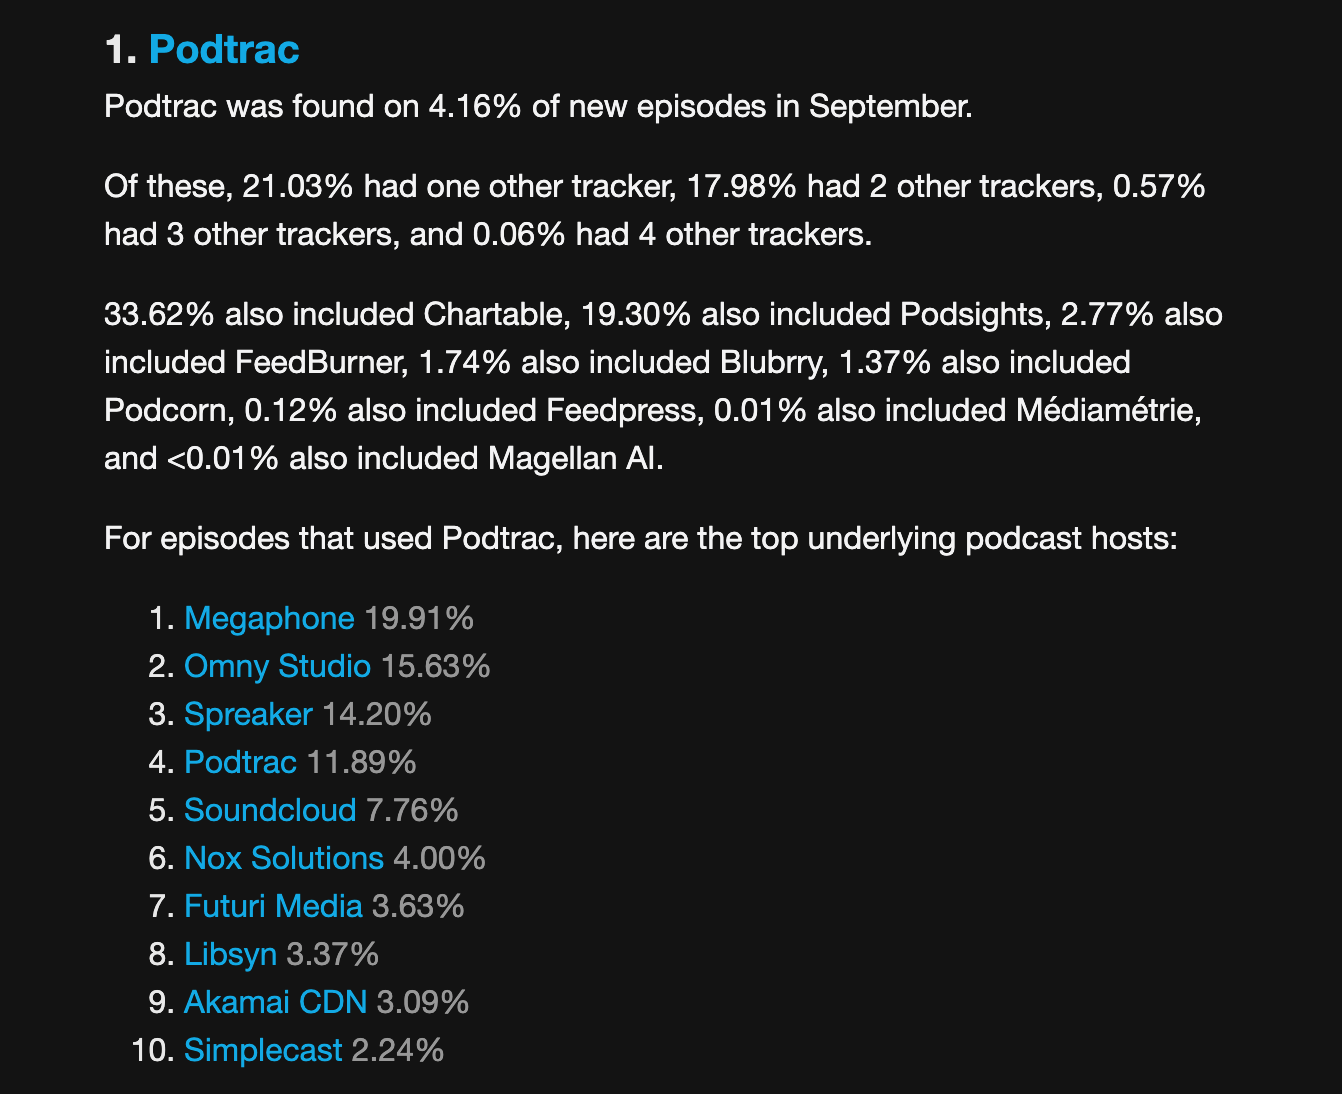 1. Podtrac
Podtrac was found on 4.16% of new episodes in September.
Of these, 21.03% had one other tracker, 17.98% had 2 other trackers, 0.57%
had 3 other trackers, and 0.06% had 4 other trackers.
33.62% also included Chartable, 19.30% also included Podsights, 2.77% also
included FeedBurner, 1.74% also included Blubrry, 1.37% also included
Podcorn, 0.12% also included Feedpress, 0.01% also included Médiamétrie,
and <0.01% also included Magellan AI.
For episodes that used Podtrac, here are the top underlying podcast hosts:
1. Megaphone 19.91%
2. Omny Studio 15.63%
3. Spreaker 14.20%
4. Podtrac 11.89%
5. Soundcloud 7.76%
6. Nox Solutions 4.00%
7. Futuri Media 3.63%
8. Libsyn 3.37%
9. Akamai CDN 3.09%
10. Simplecast 2.24%